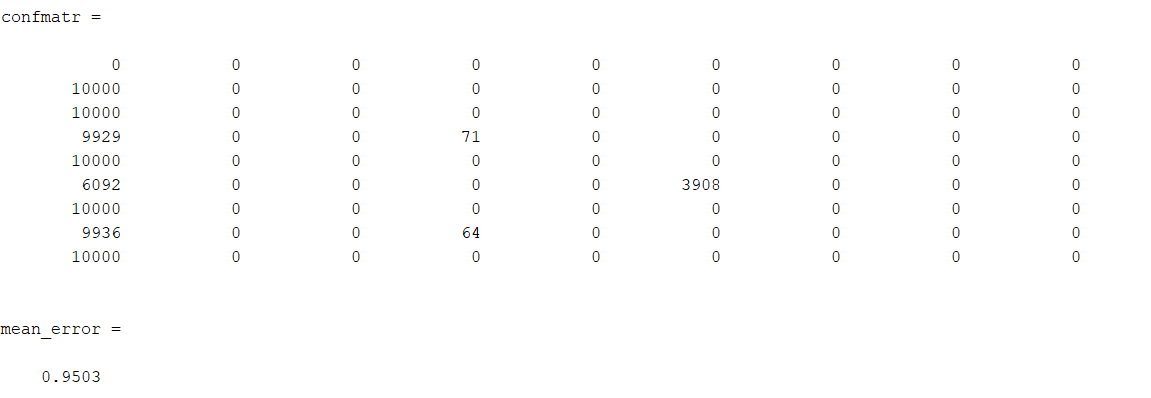 confmatr =
0 0 0 0 0 0 0 0 0
10000 0 0 0 0 0 0 0 0
10000 0 0 0 0 0 0 0 0
9929 0 0 71 0 0 0 0 0
10000 0 0 0 0 0 0 0 0
6092 0 0 0 0 3908 0 0 0
10000 0 0 0 0 0 0 0 0
9936 0 0 64 0 0 0 0 0
10000 0 0 0 0 0 0 0 0
mean_error =
0.9503